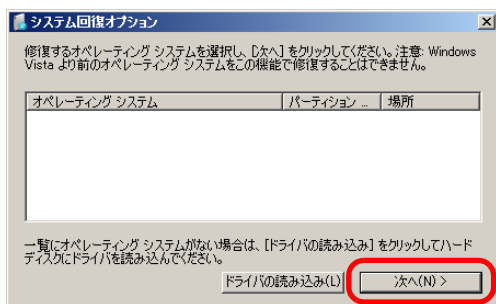 システム回復オプション
修復するオペレーティング システムを選択し、[次へ] をクリックしてください。注意: Windows
Vista より前のオペレーティング システムをこの機能で修復することはできません。
オペレーティング システム パーティション ... 場所
一覧にオペレーティング システムがない場合は、[ドライバの読み込み] をクリックしてハード
ディスクにドライバを読み込んでください。
ドライバの読み込み(L) 次へ(N) >